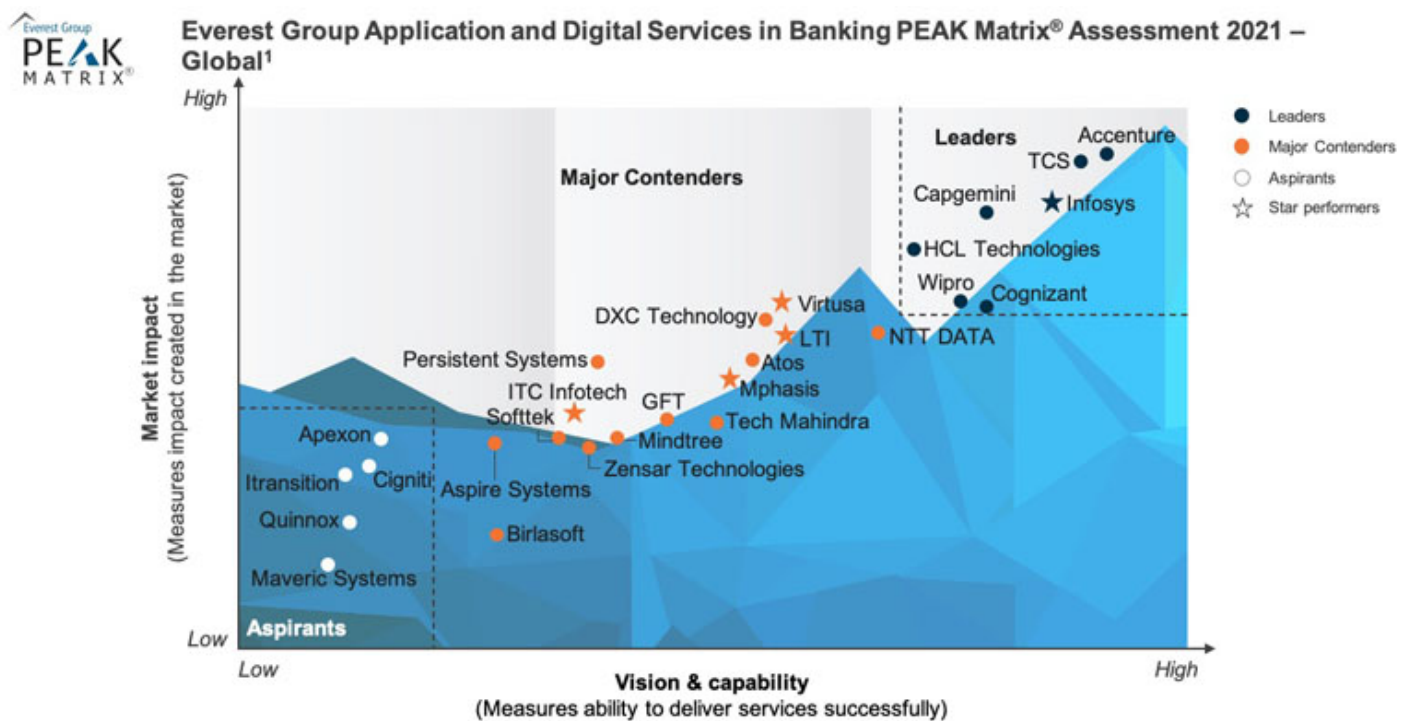 Everest Group
PEAK
MATRIX®
Everest Group Application and Digital Services in Banking PEAK Matrix® Assessment 2021 –
Global¹
High
Market impact
(Measures impact created in the market)
Low
Major Contenders
Leaders
Accenture
TCS
Capgemini
Infosys
HCL Technologies
Wipro
Cognizant
Virtusa
DXC Technology
LTI
NTT DATA
Persistent Systems
Atos
ITC Infotech
Mphasis
Softtek
GFT
Tech Mahindra
Apexon
Mindtree
Zensar Technologies
Itransition
Cigniti
Aspire Systems
Quinnox
Birlasoft
Maveric Systems
Aspirants
Low
High
Vision & capability
(Measures ability to deliver services successfully)
Leaders
Major Contenders
Aspirants
Star performers